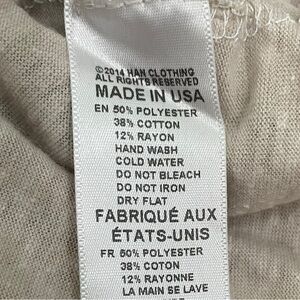 ©2014 HAN CLOTHING
ALL RIGHTS RESERVED
MADE IN USA
EN 50% POLYESTER
38% COTTON
12% RAYON
HAND WASH
COLD WATER
DO NOT BLEACH
DO NOT IRON
DRY FLAT
FABRIQUÉ AUX
ÉTATS-UNIS
FR 50% POLYESTER
38% COTON
12% RAYONNE
LA MAIN SE LAVE